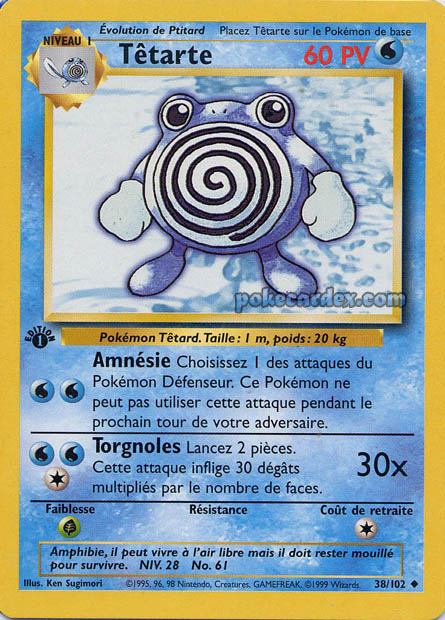 Évolution de Ptitard Placez Têtarte sur le Pokémon de base
NIVEAU 1
Têtarte 60 PV
pokecardex.com
EDITION 1
Pokémon Têtard. Taille : 1 m, poids : 20 kg
Amnésie Choisissez 1 des attaques du
Pokémon Défenseur. Ce Pokémon ne
peut pas utiliser cette attaque pendant le
prochain tour de votre adversaire.
Torgnoles Lancez 2 pièces.
Cette attaque inflige 30 dégâts
multipliés par le nombre de faces.
30x
Faiblesse Résistance Coût de retraite
Amphibie, il peut vivre à l'air libre mais il doit rester mouillé
pour survivre. NIV. 28 No. 61
Illus. Ken Sugimori ©1995, 96, 98 Nintendo, Creatures, GAMEFREAK. ©1999 Wizards. 38/102